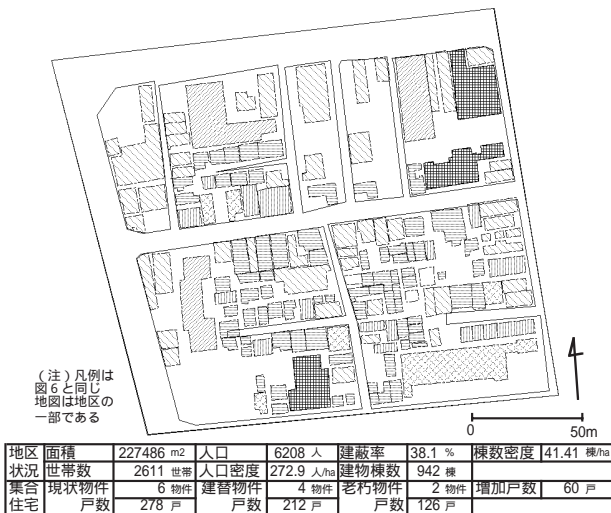 （注）凡例は
図６と同じ
地図は地区の
一部である
0 50m
地区 面積 227486 m2 人口 6208 人 建蔽率 38.1 % 棟数密度 41.41 棟/ha
状況 世帯数 2611 世帯 人口密度 272.9 人/ha 建物棟数 942 棟
集合 現状物件 6 物件 建替物件 4 物件 老朽物件 2 物件 増加戸数 60 戸
住宅 戸数 278 戸 戸数 212 戸 戸数 126 戸